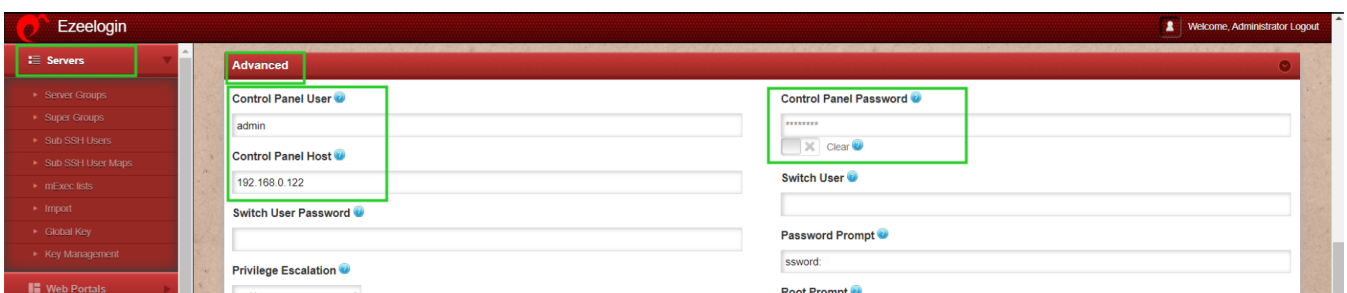 Ezeelogin
Welcome, Administrator Logout
Servers
Server Groups
Super Groups
Sub SSH Users
Sub SSH User Maps
mExec lists
Import
Global Key
Key Management
Web Portals
Advanced
Control Panel User
admin
Control Panel Password
********
Clear
Control Panel Host
192.168.0.122
Switch User
Switch User Password
Password Prompt
ssword:
Privilege Escalation
Root Prompt